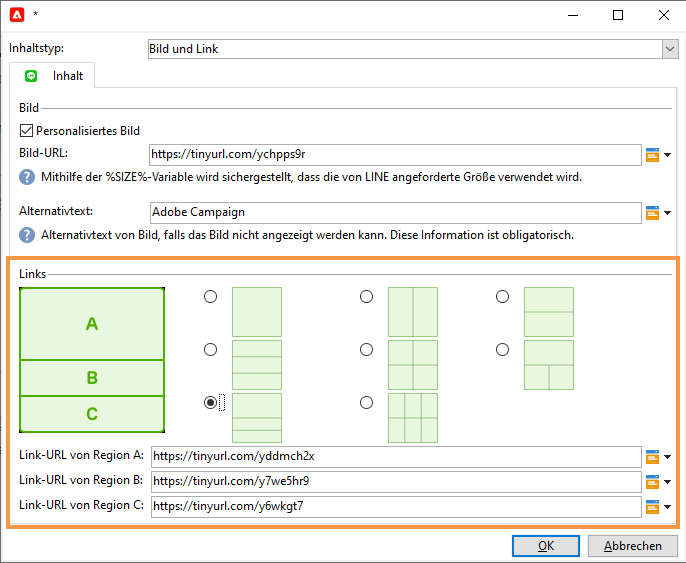 *
Inhaltstyp:
Bild und Link
Inhalt
Bild
Personalisiertes Bild
Bild-URL:
https://tinyurl.com/ychpps9r
Mithilfe der %SIZE%-Variable wird sichergestellt, dass die von LINE angeforderte Größe verwendet wird.
Alternativtext:
Adobe Campaign
Alternativtext von Bild, falls das Bild nicht angezeigt werden kann. Diese Information ist obligatorisch.
Links
A
B
C
Link-URL von Region A:
https://tinyurl.com/yddmch2x
Link-URL von Region B:
https://tinyurl.com/y7we5hr9
Link-URL von Region C:
https://tinyurl.com/y6wkgt7
OK
Abbrechen